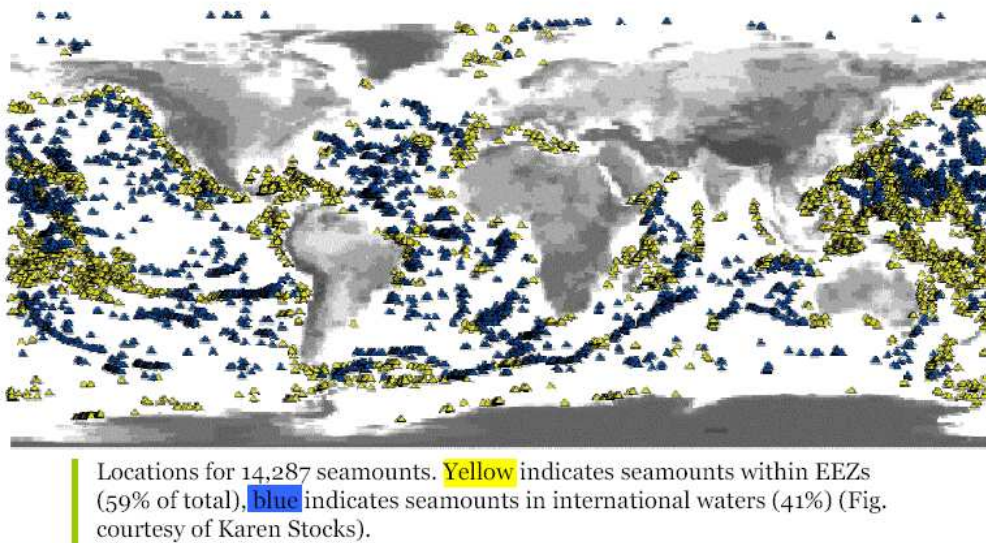 Locations for 14,287 seamounts. Yellow indicates seamounts within EEZs
(59% of total), blue indicates seamounts in international waters (41%) (Fig.
courtesy of Karen Stocks).